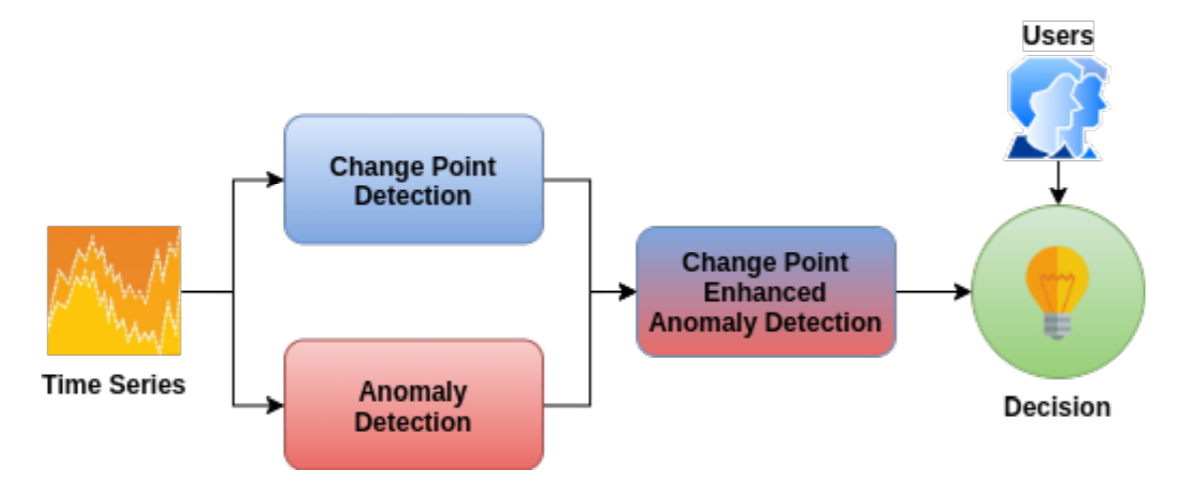 Users
Change Point
Detection
Change Point
Enhanced
Anomaly Detection
Time Series
Anomaly
Detection
Decision